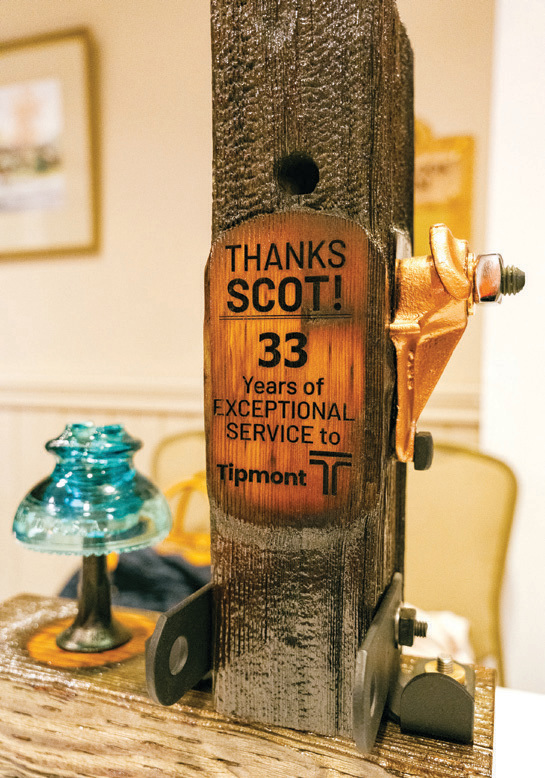 THANKS
SCOT!
33
Years of
EXCEPTIONAL
SERVICE to
Tipmont